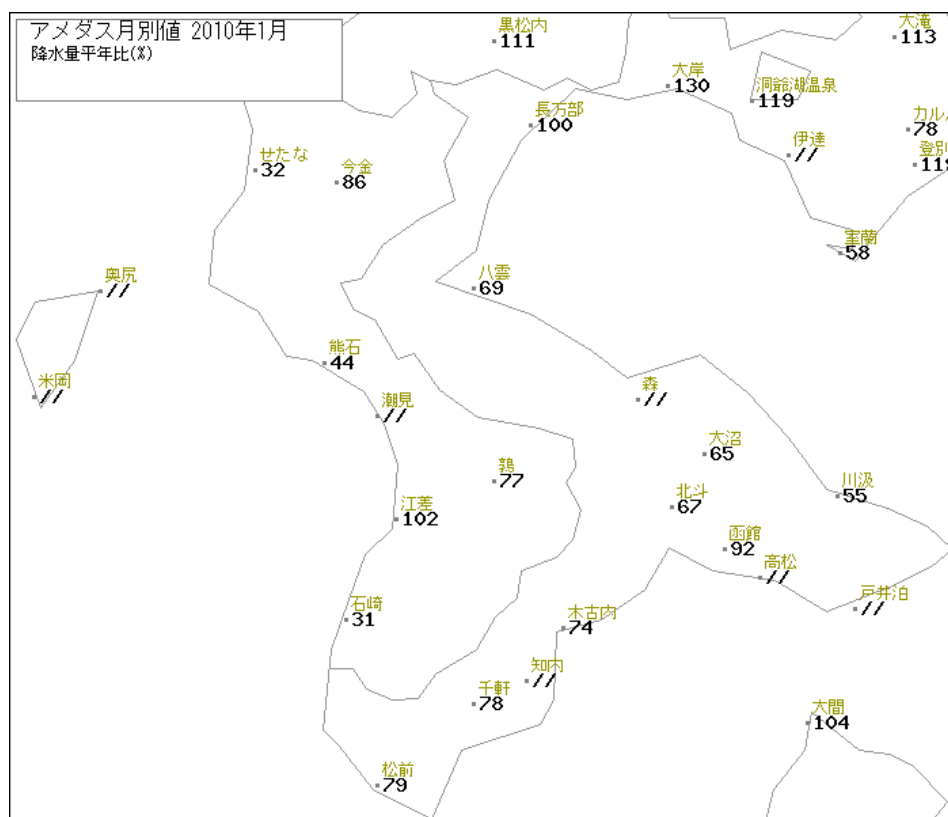 アメダス月別値 2010年1月
降水量平年比(%)
黒松内
111
大滝
113
大岸
130
洞爺湖温泉
119
長万部
100
カルル
78
伊達
//
登別
せたな
32
今金
86
室蘭
58
奥尻
//
八雲
69
熊石
44
米岡
//
潮見
//
森
//
大沼
65
鶉
77
川汲
55
北斗
67
江差
102
函館
92
高松
//
戸井泊
//
石崎
31
木古内
74
知内
//
千軒
78
大間
104
松前
79